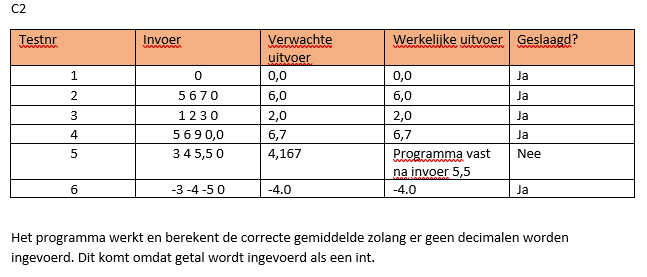 C2
Testnr Invoer Verwachte uitvoer Werkelijke uitvoer Geslaagd?
1 0 0,0 0,0 Ja
2 5 6 7 0 6,0 6,0 Ja
3 1 2 3 0 2,0 2,0 Ja
4 5 6 9 0,0 6,7 6,7 Ja
5 3 4 5,5 0 4,167 Programma vast na invoer 5,5 Nee
6 -3 -4 -5 0 -4.0 -4.0 Ja
Het programma werkt en berekent de correcte gemiddelde zolang er geen decimalen worden
ingevoerd. Dit komt omdat getal wordt ingevoerd als een int.